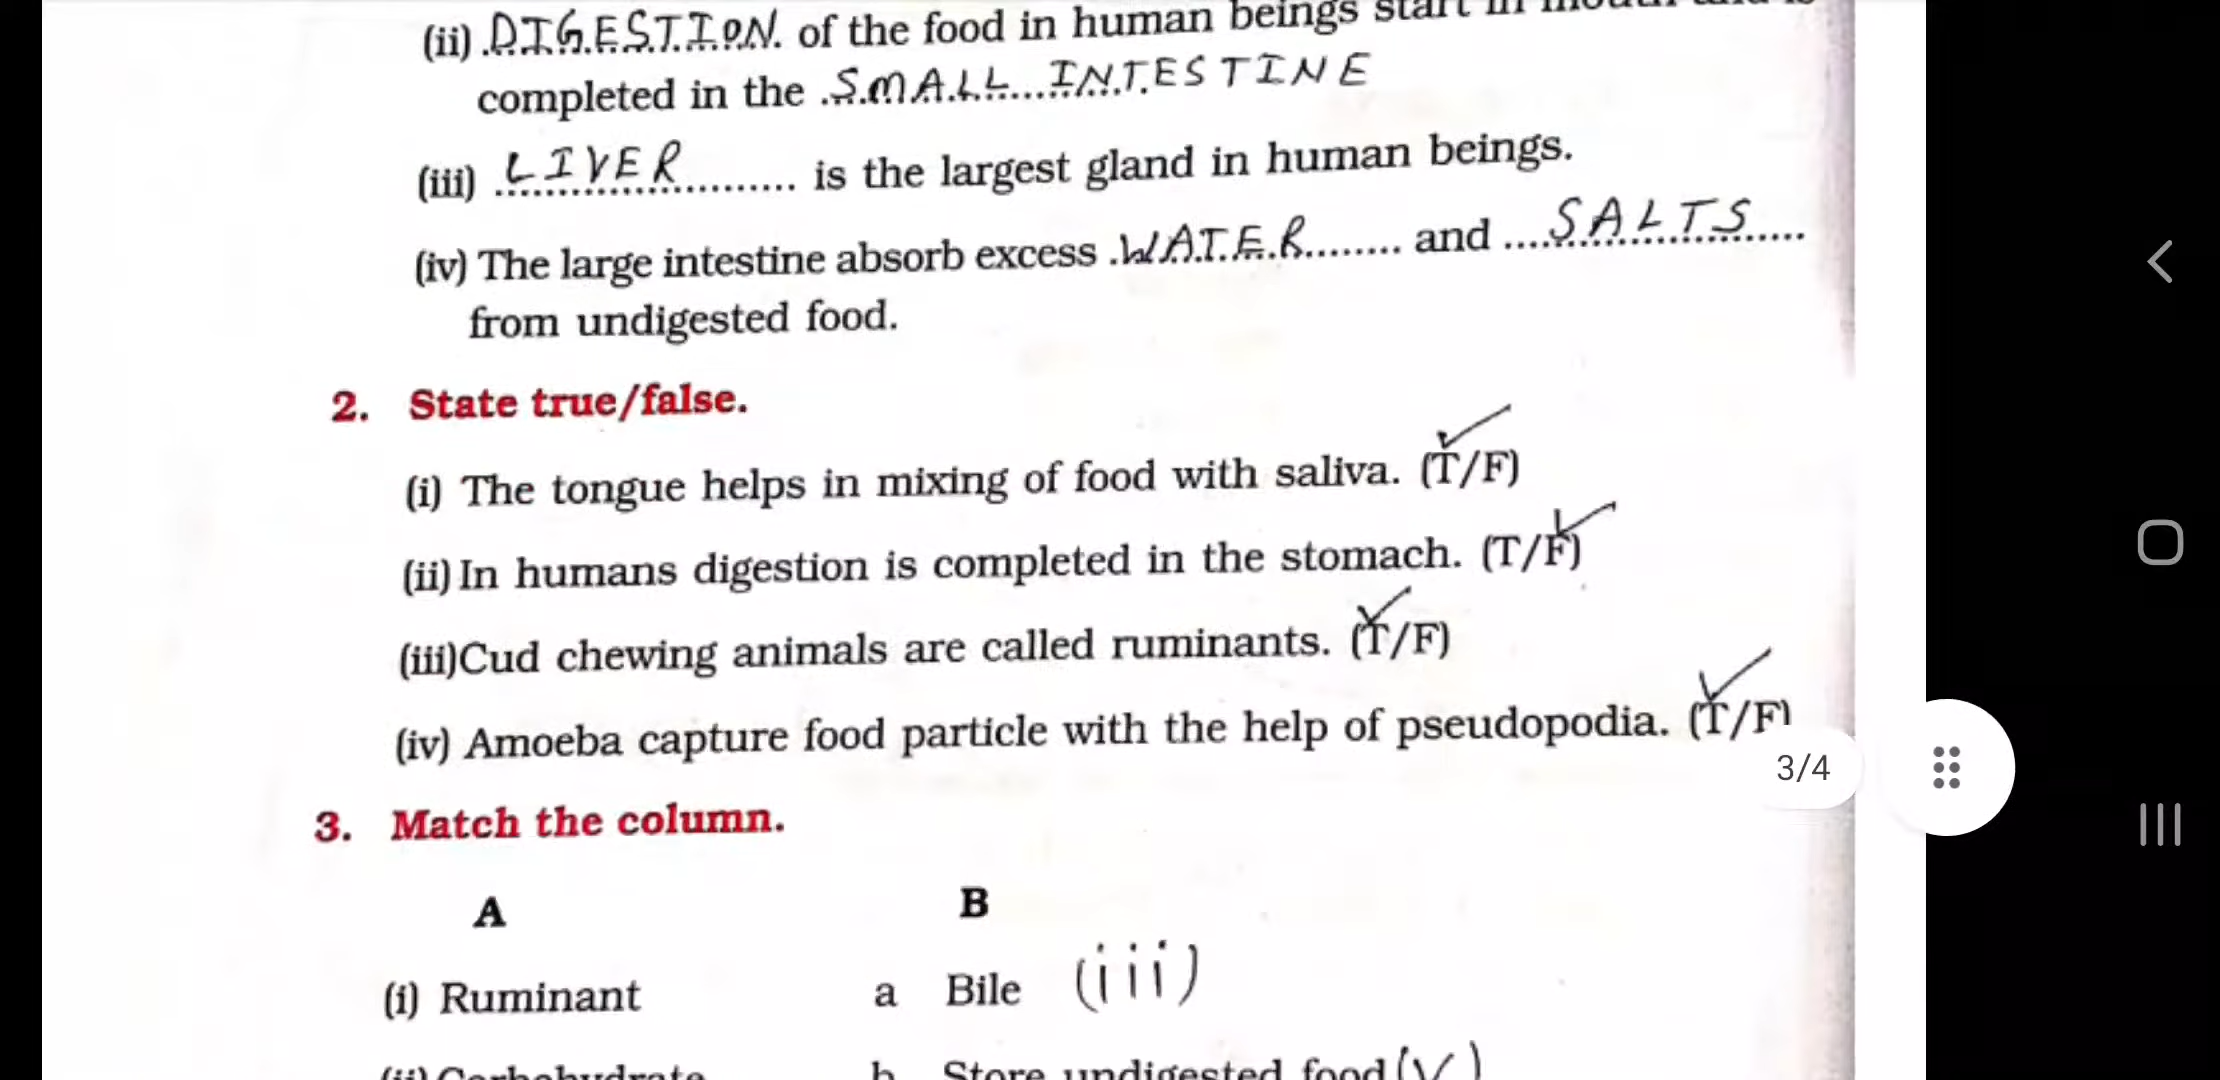 (ii) DIGESTION of the food in human beings start in mouth and is
completed in the SMALL INTESTINE
(iii) LIVER is the largest gland in human beings.
(iv) The large intestine absorb excess WATER and SALTS
from undigested food.
2. State true/false.
(i) The tongue helps in mixing of food with saliva. (T/F)
(ii) In humans digestion is completed in the stomach. (T/F)
(iii)Cud chewing animals are called ruminants. (T/F)
(iv) Amoeba capture food particle with the help of pseudopodia. (T/F)
3/4
3. Match the column.
A B
(i) Ruminant a Bile (iii)
(ii) Carbohydrate b Store undigested food (V)